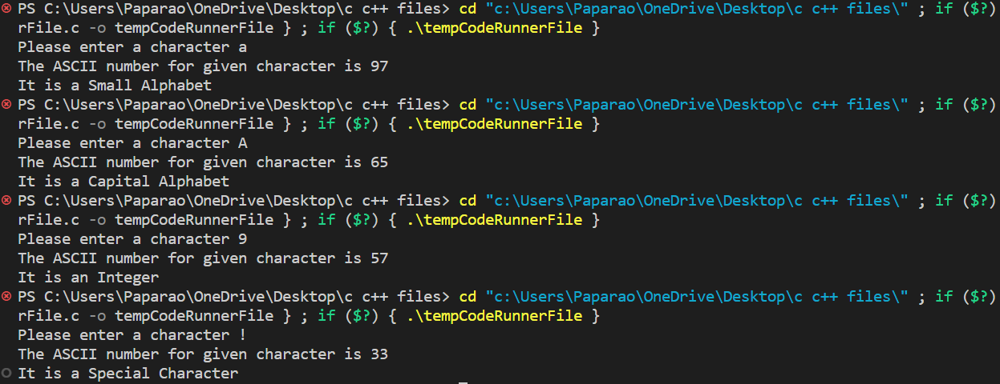 PS C:\Users\Paparao\OneDrive\Desktop\c c++ files> cd "c:\Users\Paparao\OneDrive\Desktop\c c++ files\" ; if ($?)
rFile.c -o tempCodeRunnerFile } ; if ($?) { .\tempCodeRunnerFile }
Please enter a character a
The ASCII number for given character is 97
It is a Small Alphabet
PS C:\Users\Paparao\OneDrive\Desktop\c c++ files> cd "c:\Users\Paparao\OneDrive\Desktop\c c++ files\" ; if ($?)
rFile.c -o tempCodeRunnerFile } ; if ($?) { .\tempCodeRunnerFile }
Please enter a character A
The ASCII number for given character is 65
It is a Capital Alphabet
PS C:\Users\Paparao\OneDrive\Desktop\c c++ files> cd "c:\Users\Paparao\OneDrive\Desktop\c c++ files\" ; if ($?)
rFile.c -o tempCodeRunnerFile } ; if ($?) { .\tempCodeRunnerFile }
Please enter a character 9
The ASCII number for given character is 57
It is an Integer
PS C:\Users\Paparao\OneDrive\Desktop\c c++ files> cd "c:\Users\Paparao\OneDrive\Desktop\c c++ files\" ; if ($?)
rFile.c -o tempCodeRunnerFile } ; if ($?) { .\tempCodeRunnerFile }
Please enter a character !
The ASCII number for given character is 33
It is a Special Character